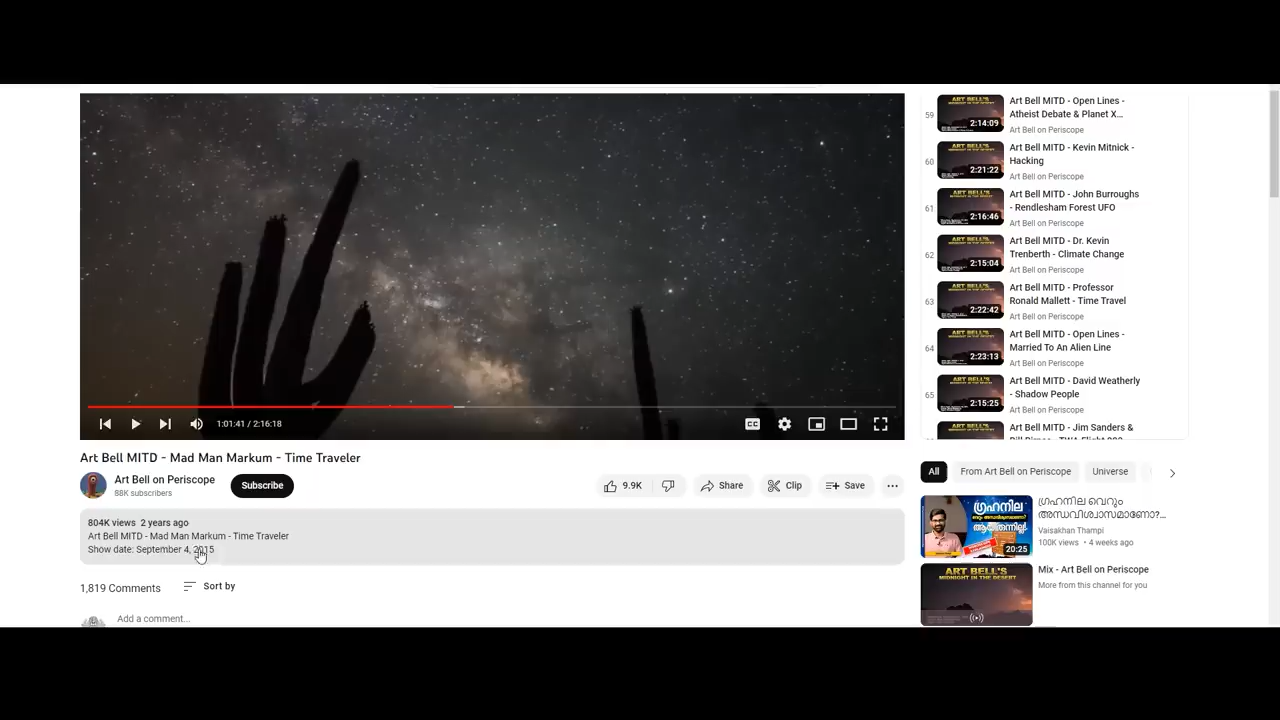 1:01:41 / 2:16:18
Art Bell MITD - Mad Man Markum - Time Traveler
Art Bell on Periscope
88K subscribers
Subscribe
9.9K
Share
Clip
Save
804K views 2 years ago
Art Bell MITD - Mad Man Markum - Time Traveler
Show date: September 4, 2015
1,819 Comments
Sort by
Add a comment...
59
2:14:09
Art Bell MITD - Open Lines -
Atheist Debate & Planet X...
Art Bell on Periscope
60
2:21:22
Art Bell MITD - Kevin Mitnick -
Hacking
Art Bell on Periscope
61
2:16:46
Art Bell MITD - John Burroughs
- Rendlesham Forest UFO
Art Bell on Periscope
62
2:15:04
Art Bell MITD - Dr. Kevin
Trenberth - Climate Change
Art Bell on Periscope
63
2:22:42
Art Bell MITD - Professor
Ronald Mallett - Time Travel
Art Bell on Periscope
64
2:23:13
Art Bell MITD - Open Lines -
Married To An Alien Line
Art Bell on Periscope
65
2:15:25
Art Bell MITD - David Weatherly
- Shadow People
Art Bell on Periscope
Art Bell MITD - Jim Sanders &
All
From Art Bell on Periscope
Universe
20:25
ഗ്രഹനില വെറും
അന്ധവിശ്വാസമാണോ?...
Vaisakhan Thampi
100K views • 4 weeks ago
ART BELL'S
MIDNIGHT IN THE DESERT
Mix - Art Bell on Periscope
More from this channel for you